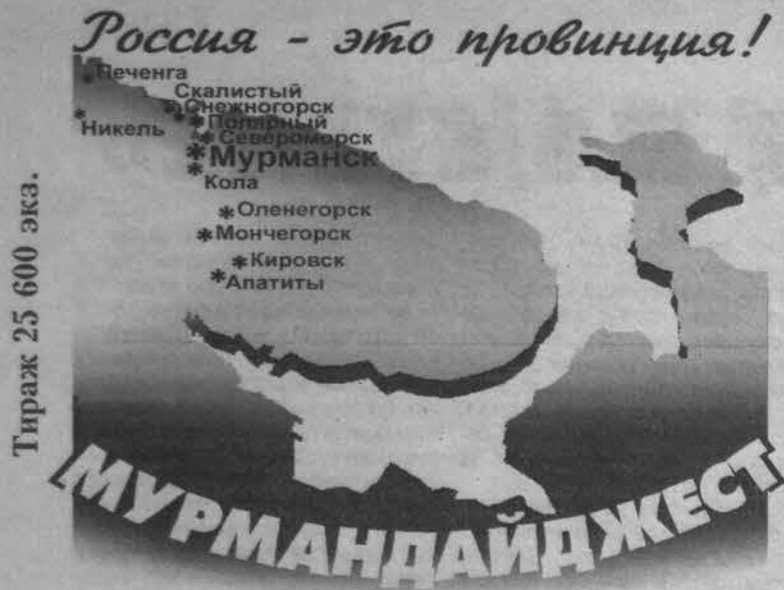 Россия - это провинция!
Печенга
Скалистый
Снежногорск
Никель
Полярный
Североморск
Мурманск
Кола
Оленегорск
Мончегорск
Кировск
Апатиты
Тираж 25 600 экз.
МУРМАНДАЙДЖЕСТ